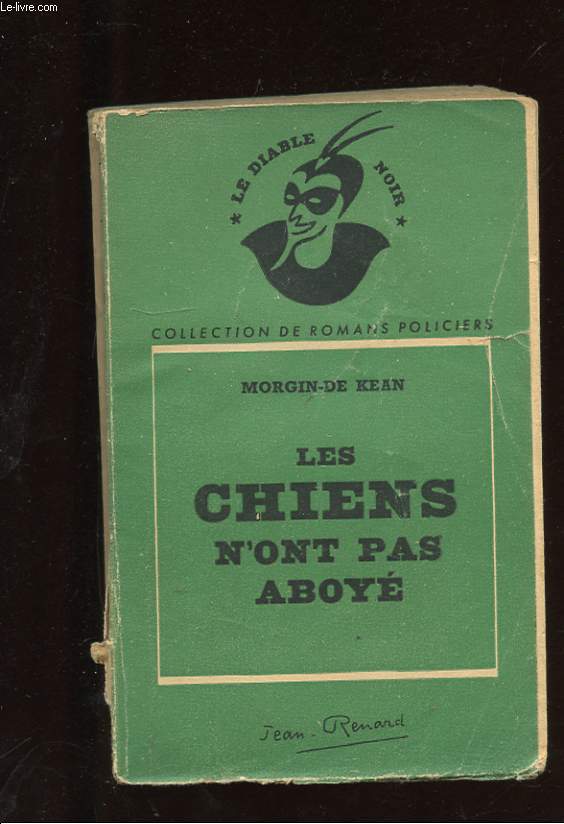 Le-livre.com
★ LE DIABLE NOIR ★
COLLECTION DE ROMANS POLICIERS
MORGIN-DE KEAN
LES
CHIENS
N'ONT PAS
ABOYÉ
Jean-Renard